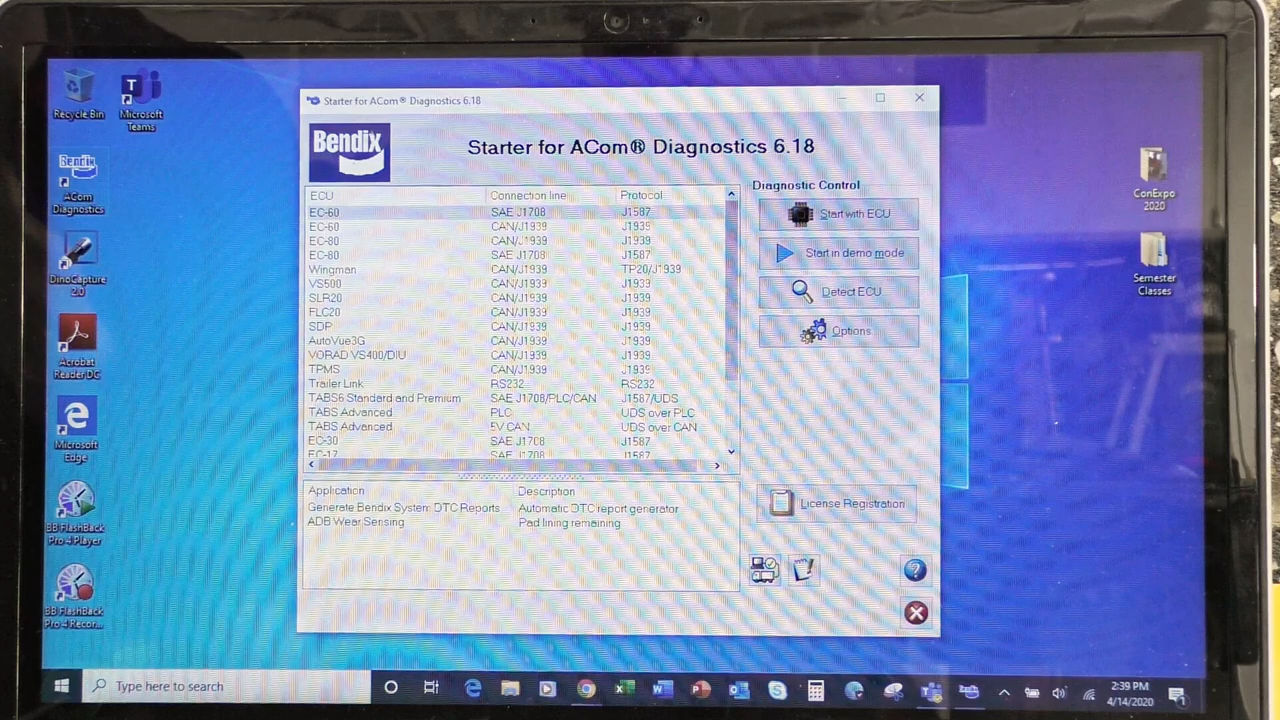 Recycle Bin
Microsoft Teams
Bendix
ACom Diagnostics
DinoCapture 2.0
Acrobat Reader DC
Microsoft Edge
BB FlashBack Pro 4 Player
BB FlashBack Pro 4 Recor...
Starter for ACom® Diagnostics 6.18
Bendix
Starter for ACom® Diagnostics 6.18
ECU Connection line Protocol
EC-60 SAE J1708 J1587
EC-60 CAN/J1939 J1939
EC-80 CAN/J1939 J1939
EC-80 SAE J1708 J1587
Wingman CAN/J1939 TP20/J1939
VS500 CAN/J1939 J1939
SLR20 CAN/J1939 J1939
FLC20 CAN/J1939 J1939
SDP CAN/J1939 J1939
AutoVue3G CAN/J1939 J1939
VORAD VS400/DIU CAN/J1939 J1939
TPMS CAN/J1939 J1939
Trailer Link RS232 RS232
TABS6 Standard and Premium SAE J1708/PLC/CAN J1587/UDS
TABS Advanced PLC UDS over PLC
TABS Advanced 5V CAN UDS over CAN
EC-30 SAE J1708 J1587
EC-17 SAE J1708 J1587
Diagnostic Control
Start with ECU
Start in demo mode
Detect ECU
Options
License Registration
Application Description
Generate Bendix System DTC Reports Automatic DTC report generator
ADB Wear Sensing Pad lining remaining
ConExpo 2020
Semester Classes
Type here to search
2:39 PM
4/14/2020
1